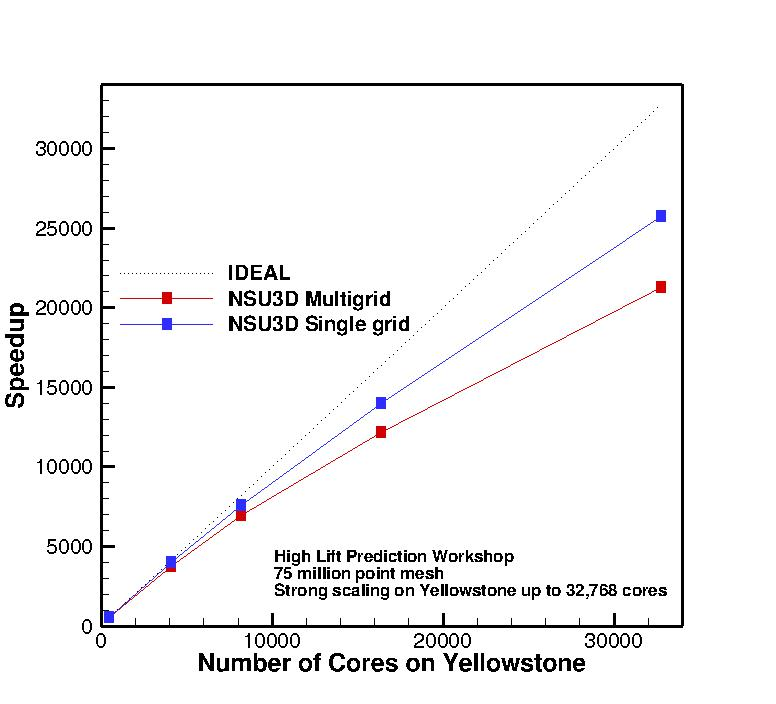 30000
25000
20000
15000
10000
5000
0
Speedup
IDEAL
NSU3D Multigrid
NSU3D Single grid
High Lift Prediction Workshop
75 million point mesh
Strong scaling on Yellowstone up to 32,768 cores
0 10000 20000 30000
Number of Cores on Yellowstone